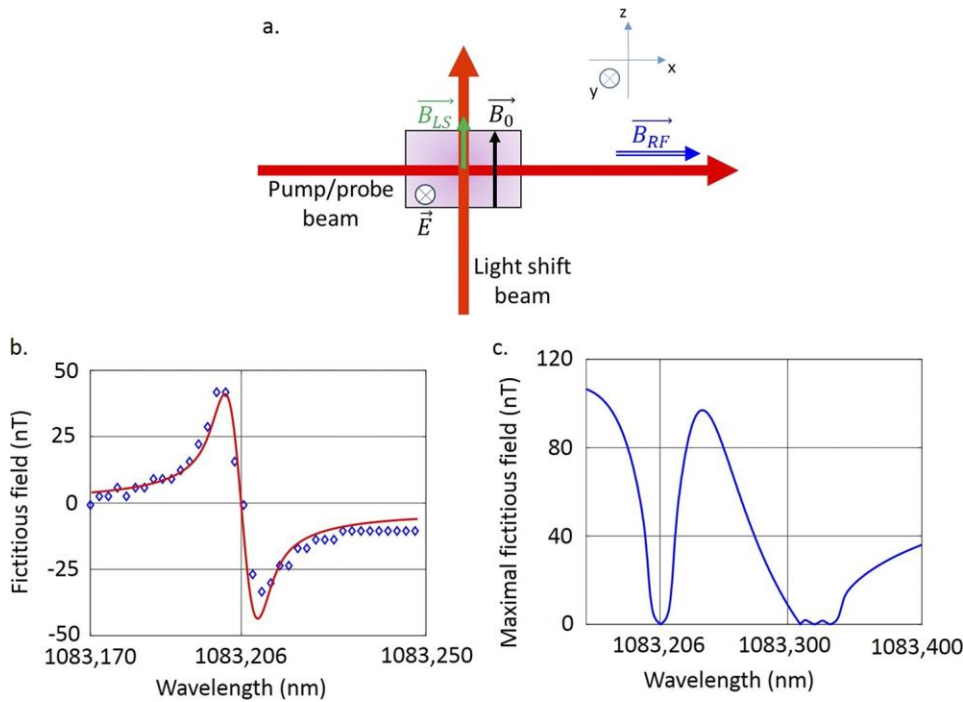 a.
z
x
y
B_LS
B_0
B_RF
Pump/probe
beam
E
Light shift
beam
b.
50
25
0
-25
-50
Fictitious field (nT)
1083,170
1083,206
1083,250
Wavelength (nm)
c.
120
80
40
0
Maximal fictitious field (nT)
1083,206
1083,300
1083,400
Wavelength (nm)